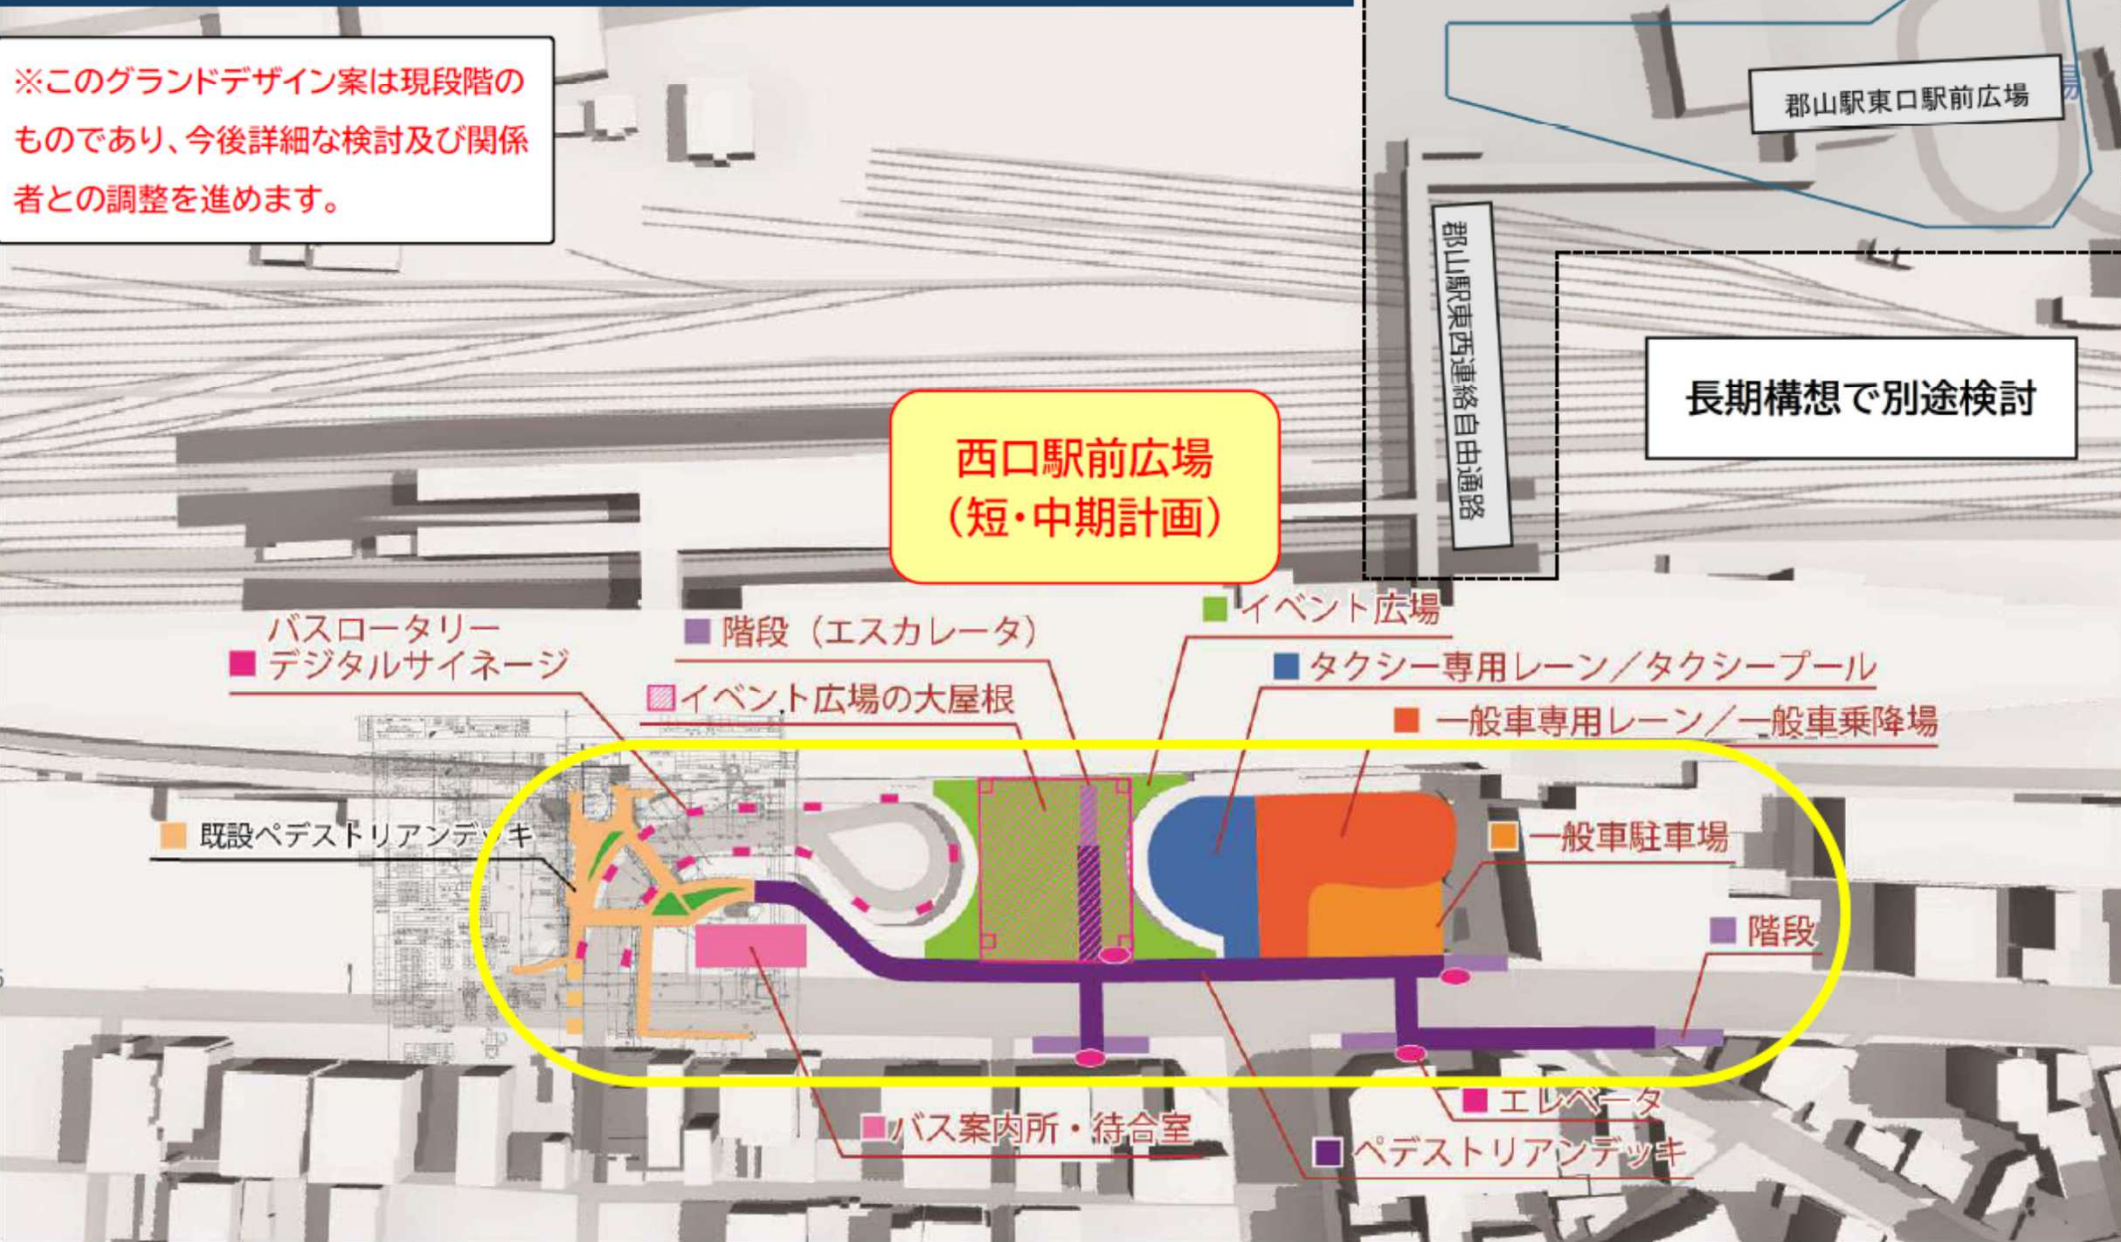 ※このグランドデザイン案は現段階の
ものであり、今後詳細な検討及び関係
者との調整を進めます。
郡山駅東口駅前広場
場
郡山駅東西連絡自由通路
長期構想で別途検討
西口駅前広場
（短・中期計画）
バスロータリー
デジタルサイネージ
階段（エスカレータ）
イベント広場の大屋根
イベント広場
タクシー専用レーン／タクシープール
一般車専用レーン／一般車乗降場
既設ペデストリアンデッキ
一般車駐車場
階段
エレベータ
バス案内所・待合室
ペデストリアンデッキ